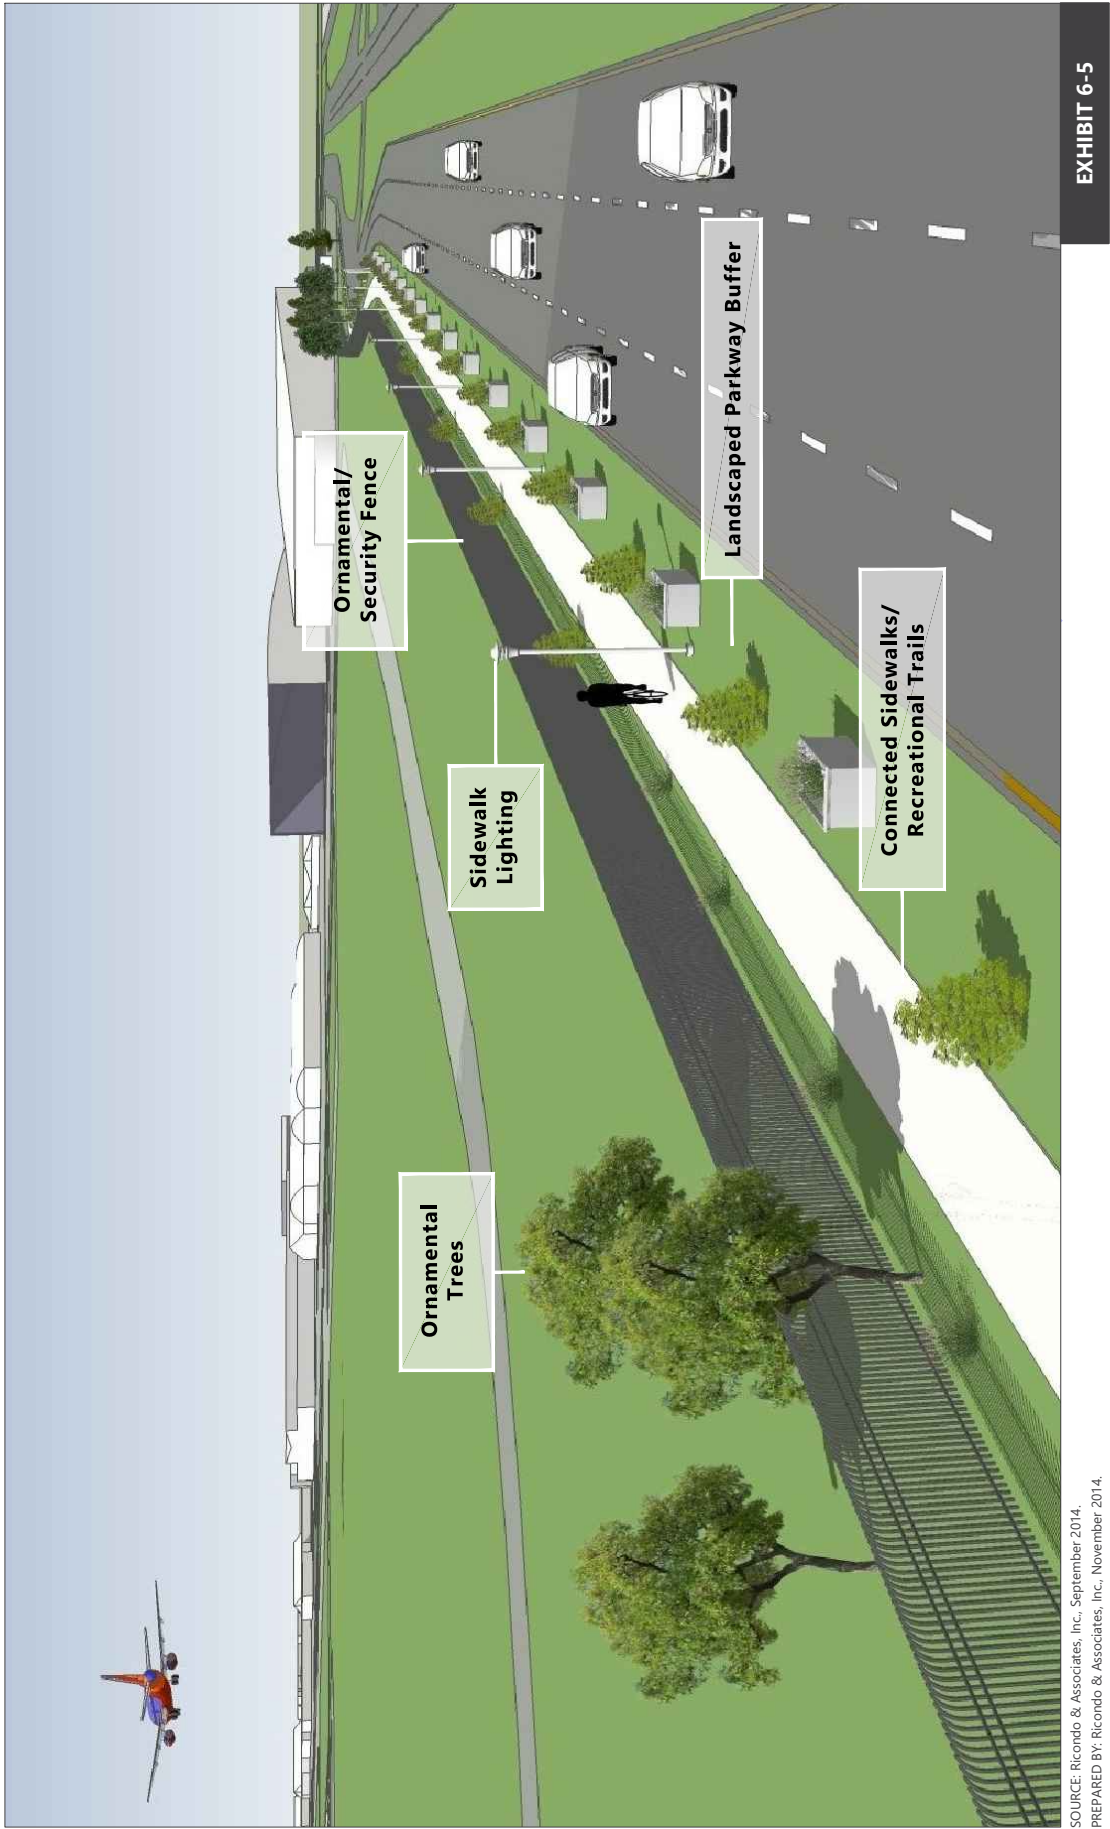 Ornamental
Trees
Sidewalk
Lighting
Ornamental/
Security Fence
Connected Sidewalks/
Recreational Trails
Landscaped Parkway Buffer
SOURCE: Ricondo & Associates, Inc., September 2014.
PREPARED BY: Ricondo & Associates, Inc., November 2014.
EXHIBIT 6-5